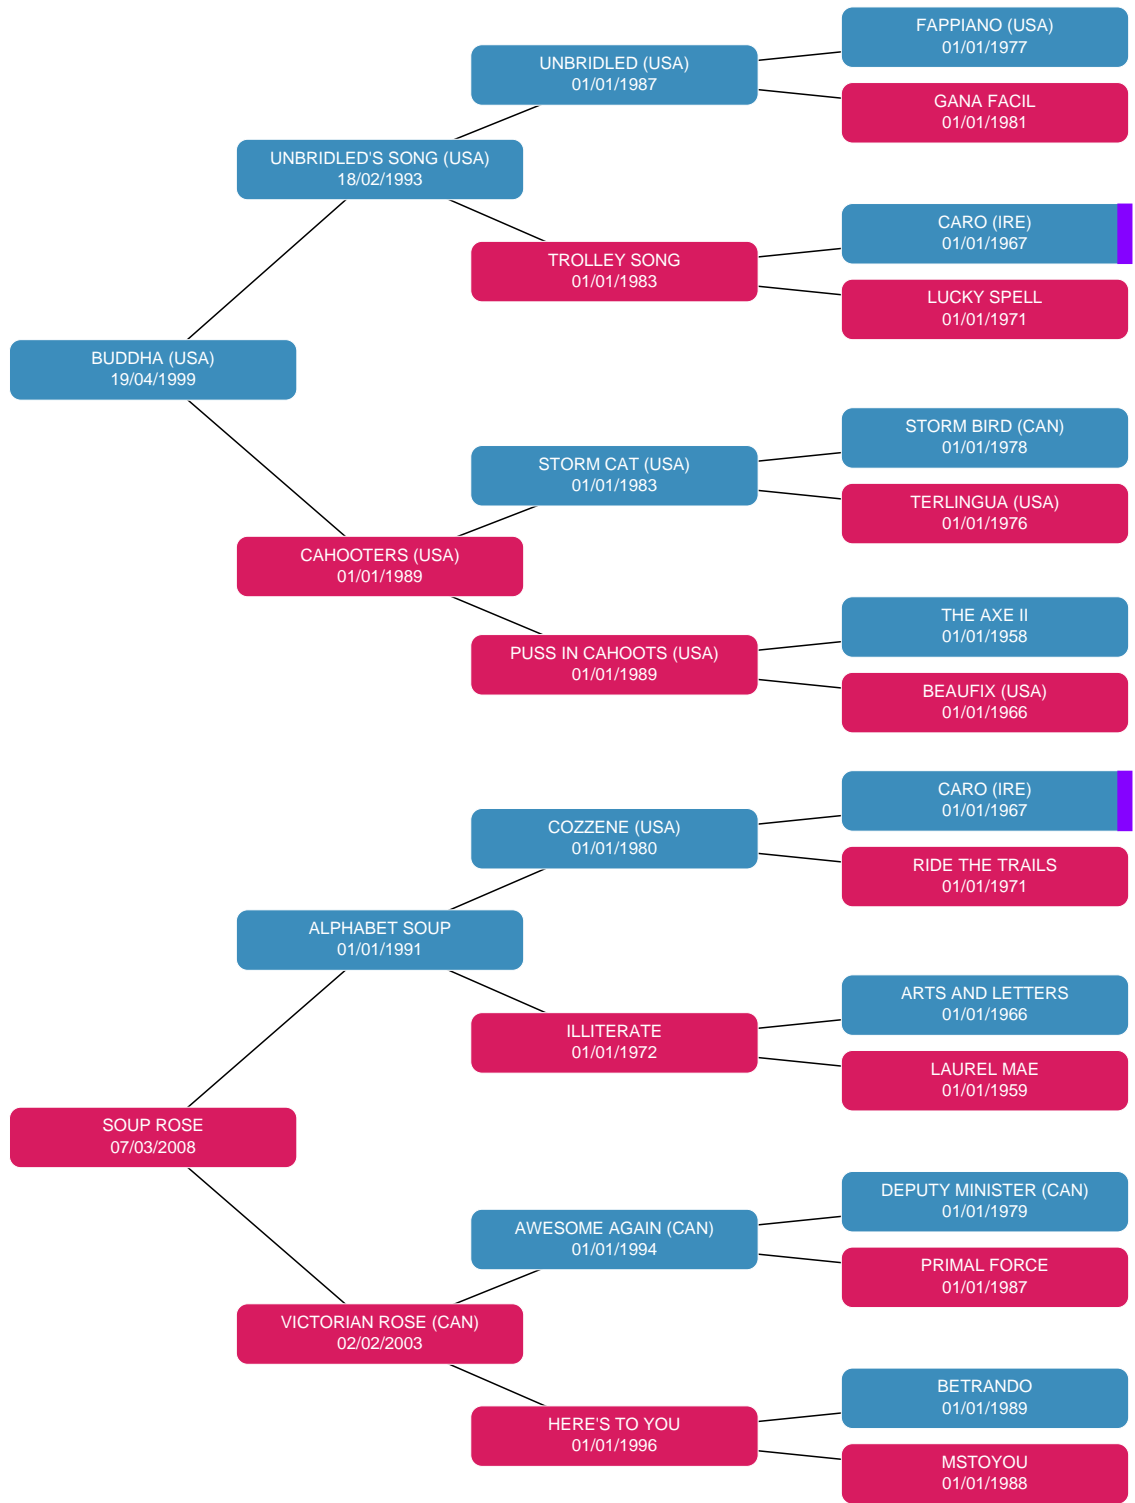 FAPPIANO (USA)
01/01/1977
UNBRIDLED (USA)
01/01/1987
GANA FACIL
01/01/1981
UNBRIDLED'S SONG (USA)
18/02/1993
CARO (IRE)
01/01/1967
TROLLEY SONG
01/01/1983
LUCKY SPELL
01/01/1971
BUDDHA (USA)
19/04/1999
STORM BIRD (CAN)
01/01/1978
STORM CAT (USA)
01/01/1983
TERLINGUA (USA)
01/01/1976
CAHOOTERS (USA)
01/01/1989
THE AXE II
01/01/1958
PUSS IN CAHOOTS (USA)
01/01/1989
BEAUFIX (USA)
01/01/1966
CARO (IRE)
01/01/1967
COZZENE (USA)
01/01/1980
RIDE THE TRAILS
01/01/1971
ALPHABET SOUP
01/01/1991
ARTS AND LETTERS
01/01/1966
ILLITERATE
01/01/1972
LAUREL MAE
01/01/1959
SOUP ROSE
07/03/2008
DEPUTY MINISTER (CAN)
01/01/1979
AWESOME AGAIN (CAN)
01/01/1994
PRIMAL FORCE
01/01/1987
VICTORIAN ROSE (CAN)
02/02/2003
BETRANDO
01/01/1989
HERE'S TO YOU
01/01/1996
MSTOYOU
01/01/1988